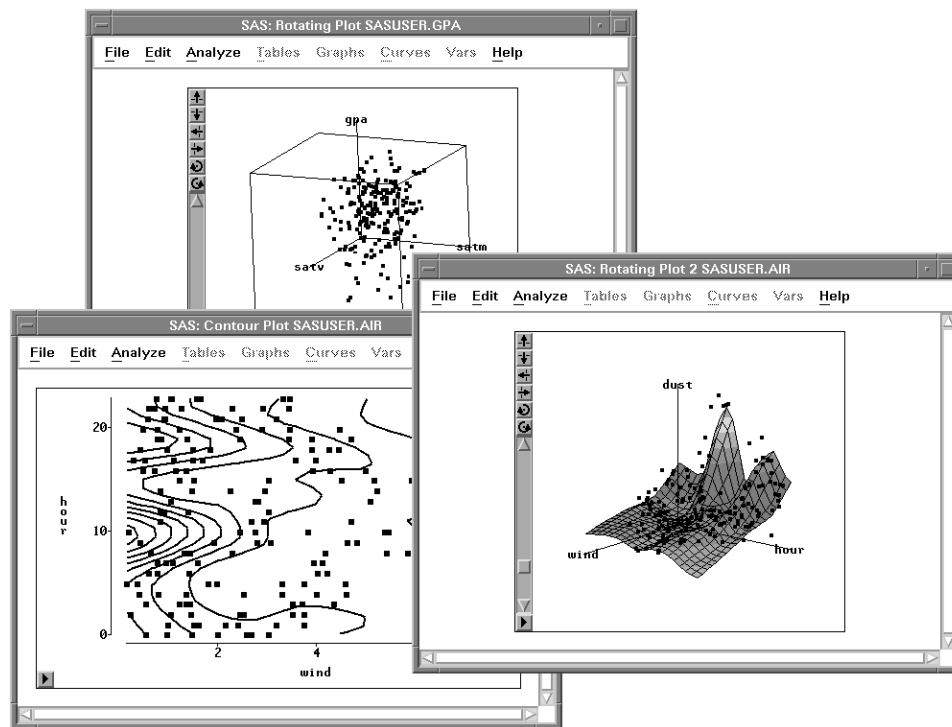 SAS: Rotating Plot SASUSER.GPA
File Edit Analyze Tables Graphs Curves Vars Help
gpa
satm
satv
SAS: Rotating Plot 2 SASUSER.AIR
File Edit Analyze Tables Graphs Curves Vars Help
dust
wind
hour
SAS: Contour Plot SASUSER.AIR
File Edit Analyze Tables Graphs Curves Vars
20
hour
10
0
2 4
wind